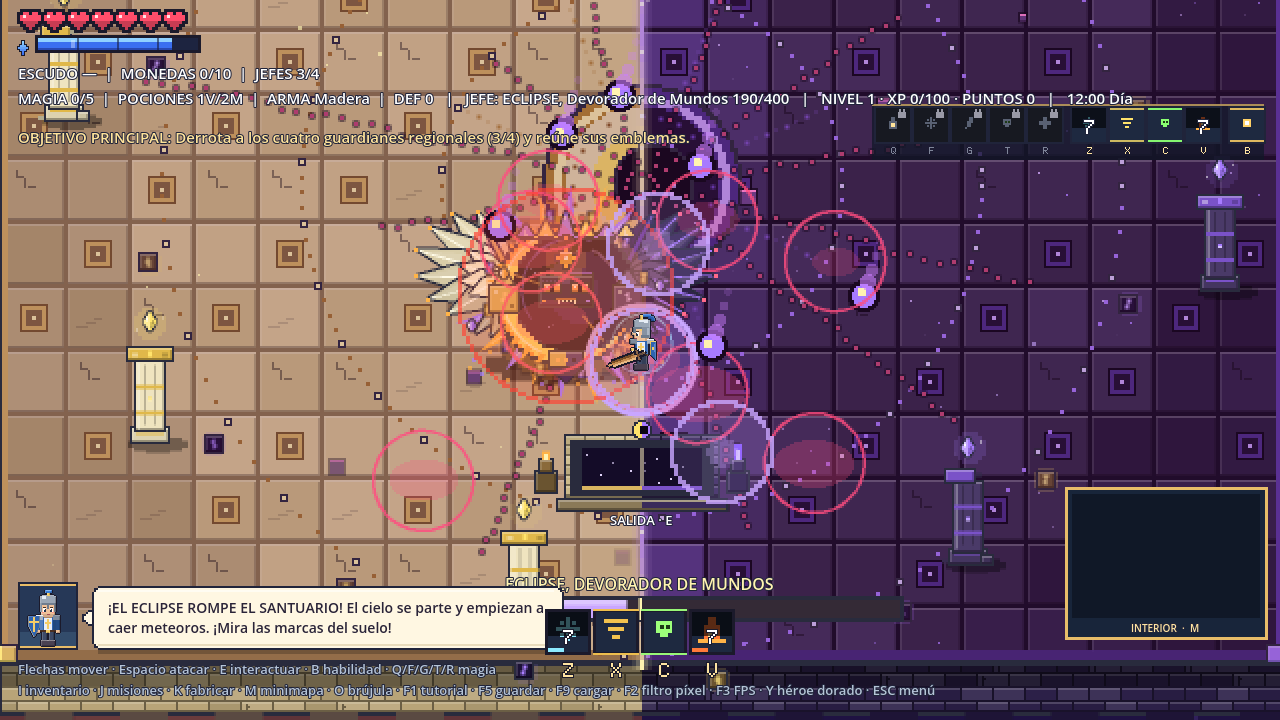 ESCUDO — | MONEDAS 0/10 | JEFES 3/4
MAGIA 0/5 | POCIONES 1V/2M | ARMA Madera | DEF 0 | JEFE: ECLIPSE, Devorador de Mundos 190/400 | NIVEL 1 · XP 0/100 · PUNTOS 0 | 12:00 Día
OBJETIVO PRINCIPAL: Derrota a los cuatro guardianes regionales (3/4) y reúne sus emblemas.
7 7
Q F G T R Z X C V B
SALIDA · E
ECLIPSE, DEVORADOR DE MUNDOS
¡EL ECLIPSE ROMPE EL SANTUARIO! El cielo se parte y empiezan a
caer meteoros. ¡Mira las marcas del suelo!
7 7
Z X C V
INTERIOR · M
Flechas mover · Espacio atacar · E interactuar · B habilidad · Q/F/G/T/R magia
I inventario · J misiones · K fabricar · M minimapa · O brújula · F1 tutorial · F5 guardar · F9 cargar · F2 filtro píxel · F3 FPS · Y héroe dorado · ESC menú